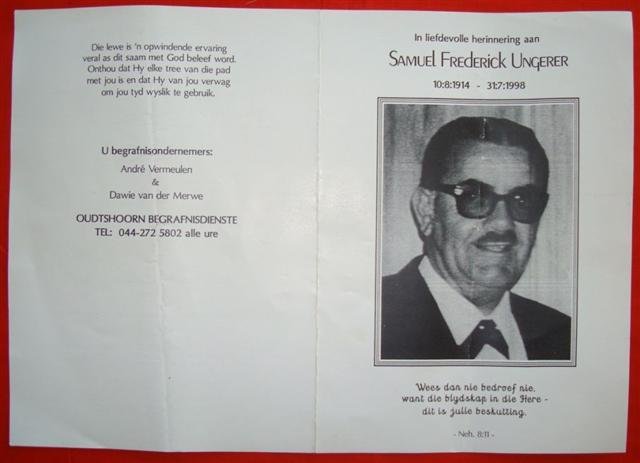 Die lewe is 'n opwindende ervaring
veral as dit saam met God beleef word.
Onthou dat Hy elke tree van die pad
met jou is en dat Hy van jou verwag
om jou tyd wyslik te gebruik.
U begrafnisondernemers:
André Vermeulen
&
Dawie van der Merwe
OUDTSHOORN BEGRAFNISDIENSTE
TEL: 044-272 5802 alle ure
In liefdevolle herinnering aan
SAMUEL FREDERICK UNGERER
10:8:1914 - 31:7:1998
Wees dan nie bedroef nie,
want die blydskap in die Here -
dit is julle beskutting.
- Neh. 8:11 -